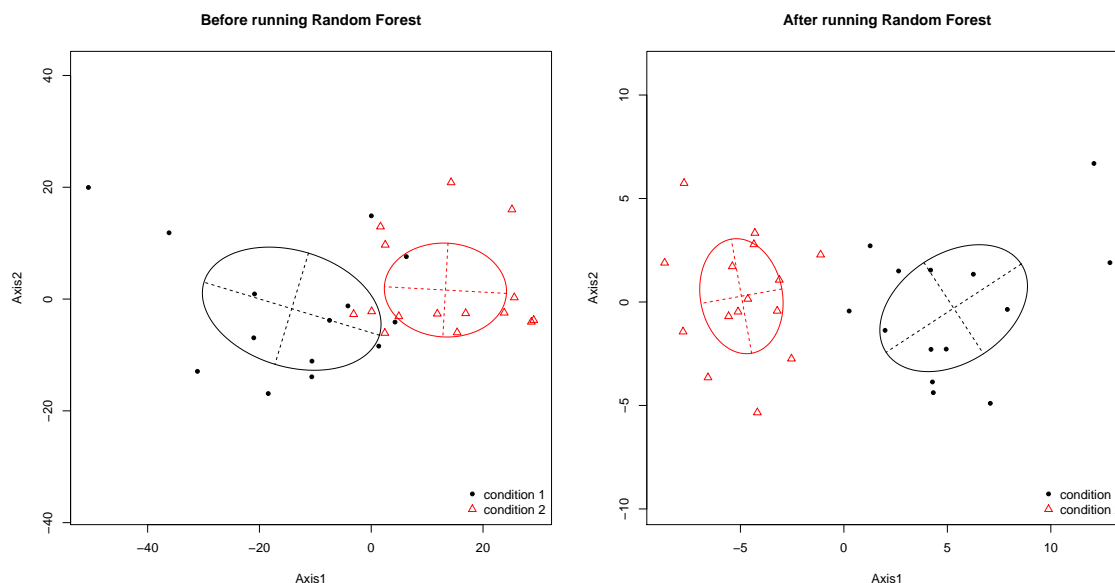 Before running Random Forest
40
20
0
−20
−40
Axis2
−40
−20
0
20
Axis1
condition 1
condition 2
After running Random Forest
10
5
0
−5
−10
Axis2
−5
0
5
10
Axis1
condition
condition